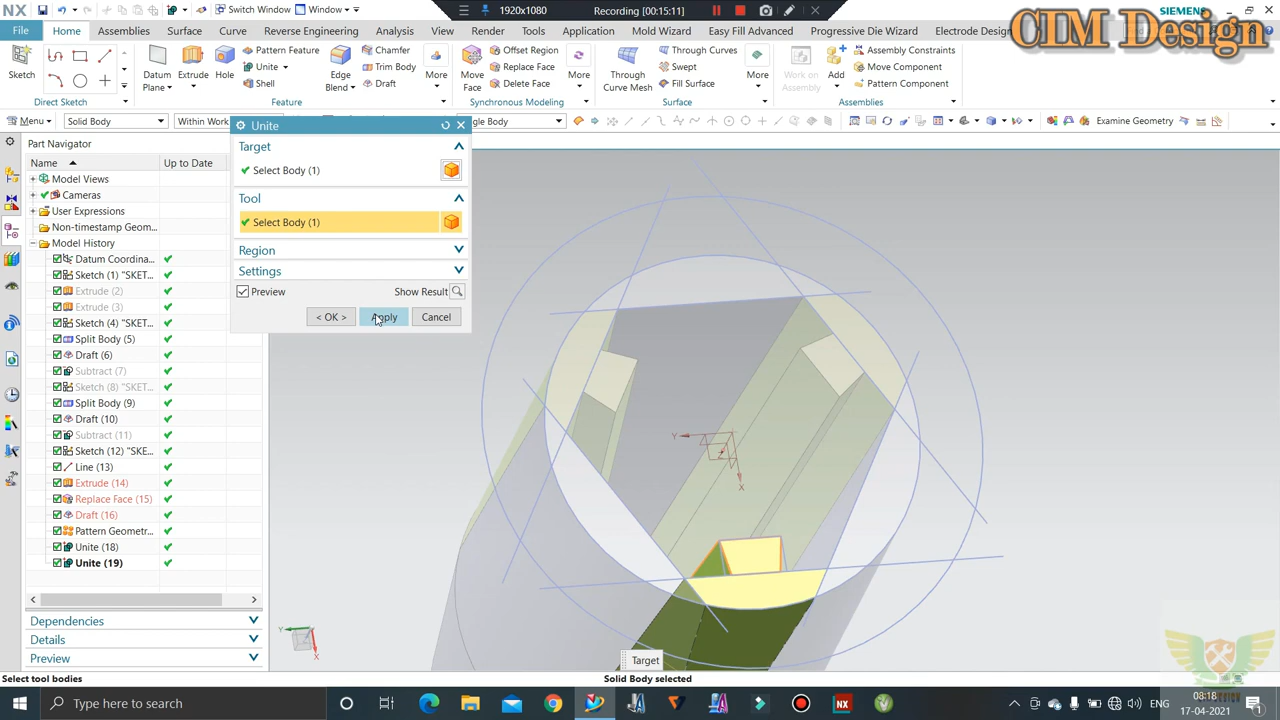 NX
Switch Window
Window
1920x1080
Recording [00:15:11]
SIEMENS
CIM Design
File
Home
Assemblies
Surface
Curve
Reverse Engineering
Analysis
View
Render
Tools
Application
Mold Wizard
Easy Fill Advanced
Progressive Die Wizard
Electrode Design
Sketch
Datum Plane
Extrude
Hole
Pattern Feature
Unite
Shell
Edge Blend
Chamfer
Trim Body
Draft
More
Move Face
Offset Region
Replace Face
Delete Face
More
Through Curve Mesh
Through Curves
Swept
Fill Surface
More
Work on Assembly
Add
Assembly Constraints
Move Component
Pattern Component
Direct Sketch
Feature
Synchronous Modeling
Surface
Assemblies
Menu
Solid Body
Within Work
gle Body
Examine Geometry
Part Navigator
Name
Up to Date
Model Views
Cameras
User Expressions
Non-timestamp Geom...
Model History
Datum Coordina...
Sketch (1) "SKET...
Extrude (2)
Extrude (3)
Sketch (4) "SKET...
Split Body (5)
Draft (6)
Subtract (7)
Sketch (8) "SKET...
Split Body (9)
Draft (10)
Subtract (11)
Sketch (12) "SKE...
Line (13)
Extrude (14)
Replace Face (15)
Draft (16)
Pattern Geometr...
Unite (18)
Unite (19)
Dependencies
Details
Preview
Unite
Target
Select Body (1)
Tool
Select Body (1)
Region
Settings
Preview
Show Result
< OK >
Apply
Cancel
Y
X
Z
Y
X
Target
Select tool bodies
Solid Body selected
Type here to search
NX
ENG
08:18
17-04-2021